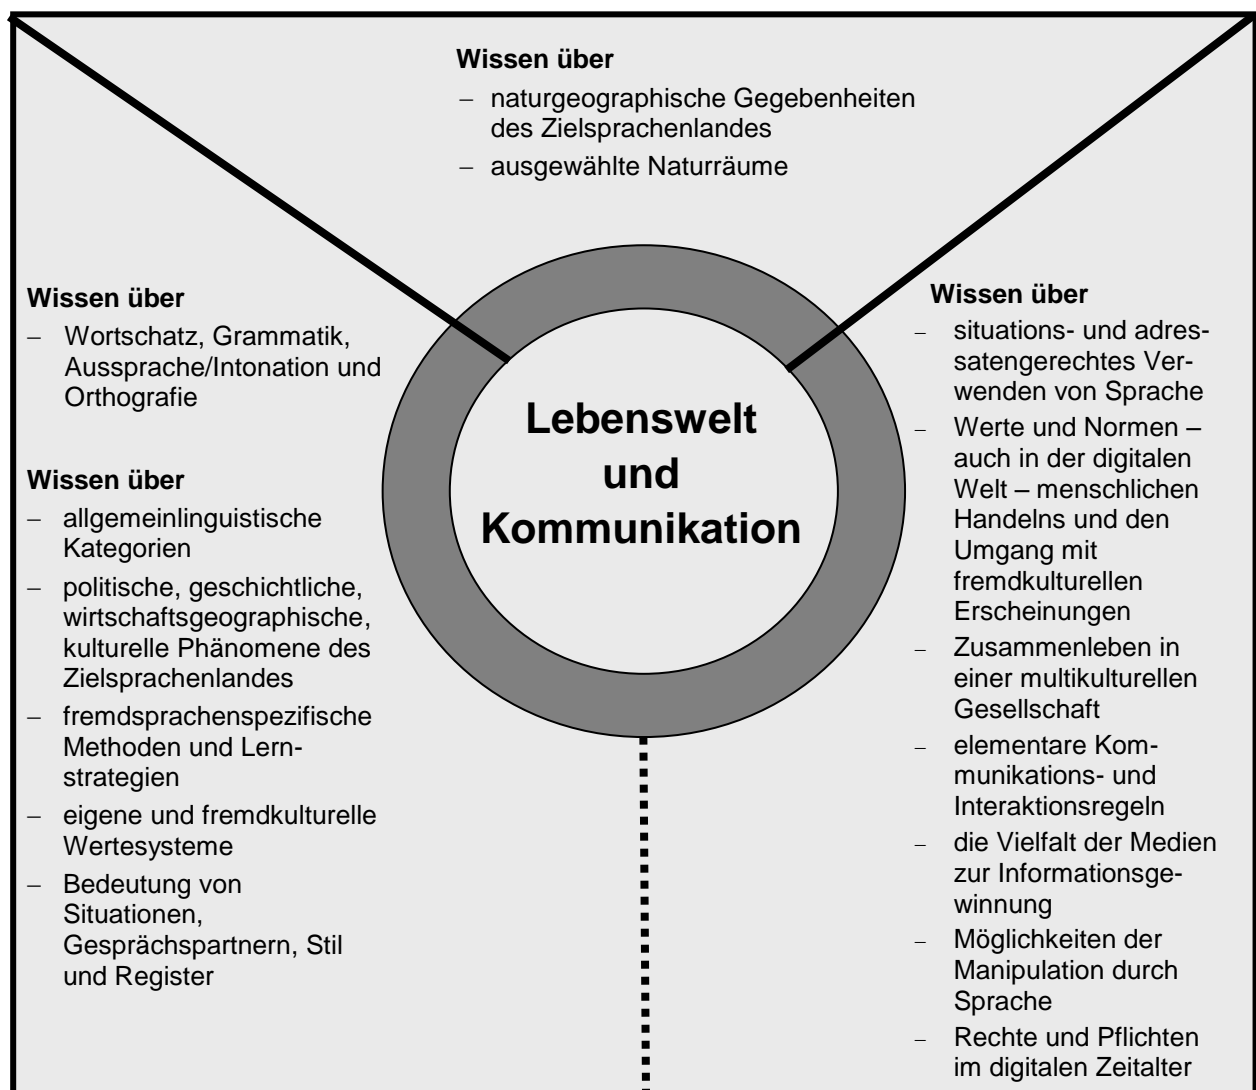 Wissen über
– naturgeographische Gegebenheiten
des Zielsprachenlandes
– ausgewählte Naturräume
Wissen über
– Wortschatz, Grammatik,
Aussprache/Intonation und
Orthografie
Wissen über
– allgemeinlinguistische
Kategorien
– politische, geschichtliche,
wirtschaftsgeographische,
kulturelle Phänomene des
Zielsprachenlandes
– fremdsprachenspezifische
Methoden und Lern-
strategien
– eigene und fremdkulturelle
Wertesysteme
– Bedeutung von
Situationen,
Gesprächspartnern, Stil
und Register
Lebenswelt
und
Kommunikation
Wissen über
– situations- und adres-
satengerechtes Ver-
wenden von Sprache
– Werte und Normen –
auch in der digitalen
Welt – menschlichen
Handelns und den
Umgang mit
fremdkulturellen
Erscheinungen
– Zusammenleben in
einer multikulturellen
Gesellschaft
– elementare Kom-
munikations- und
Interaktionsregeln
– die Vielfalt der Medien
zur Informationsge-
winnung
– Möglichkeiten der
Manipulation durch
Sprache
– Rechte und Pflichten
im digitalen Zeitalter